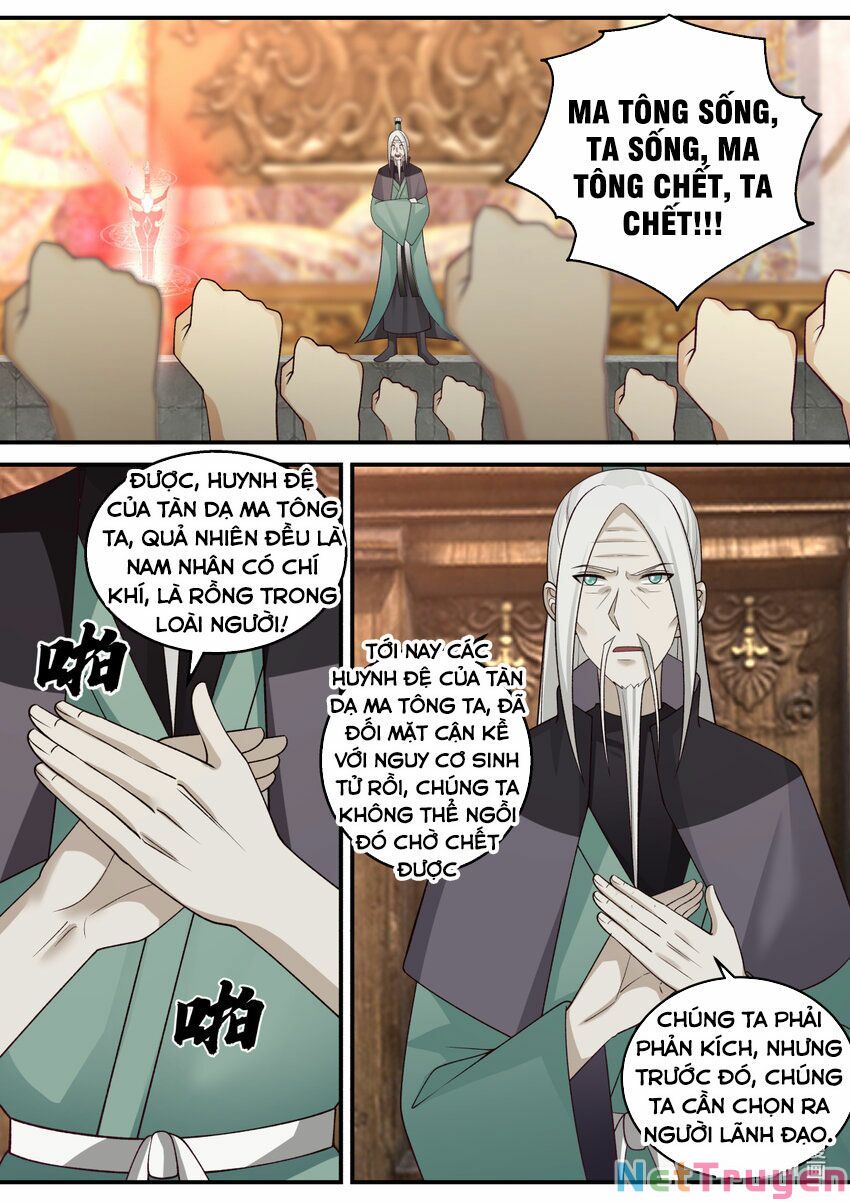 MA TÔNG SỐNG,
TA SỐNG, MA
TÔNG CHẾT, TA
CHẾT!!!
ĐƯỢC, HUYNH ĐỆ
CỦA TÀN DẠ MA TÔNG
TA, QUẢ NHIÊN ĐỀU LÀ
NAM NHÂN CÓ CHÍ
KHÍ, LÀ RỒNG TRONG
LOÀI NGƯỜI!
啪
啪
TỚI NAY CÁC
HUYNH ĐỆ CỦA TÀN
DẠ MA TÔNG TA, ĐÃ
ĐỐI MẶT CẬN KỀ
VỚI NGUY CƠ SINH
TỬ RỒI, CHÚNG TA
KHÔNG THỂ NGỒI
ĐÓ CHỜ CHẾT
ĐƯỢC
CHÚNG TA PHẢI
PHẢN KÍCH, NHƯNG
TRƯỚC ĐÓ, CHÚNG
TA CẦN CHỌN RA
NGƯỜI LÃNH ĐẠO.
NetTruyen